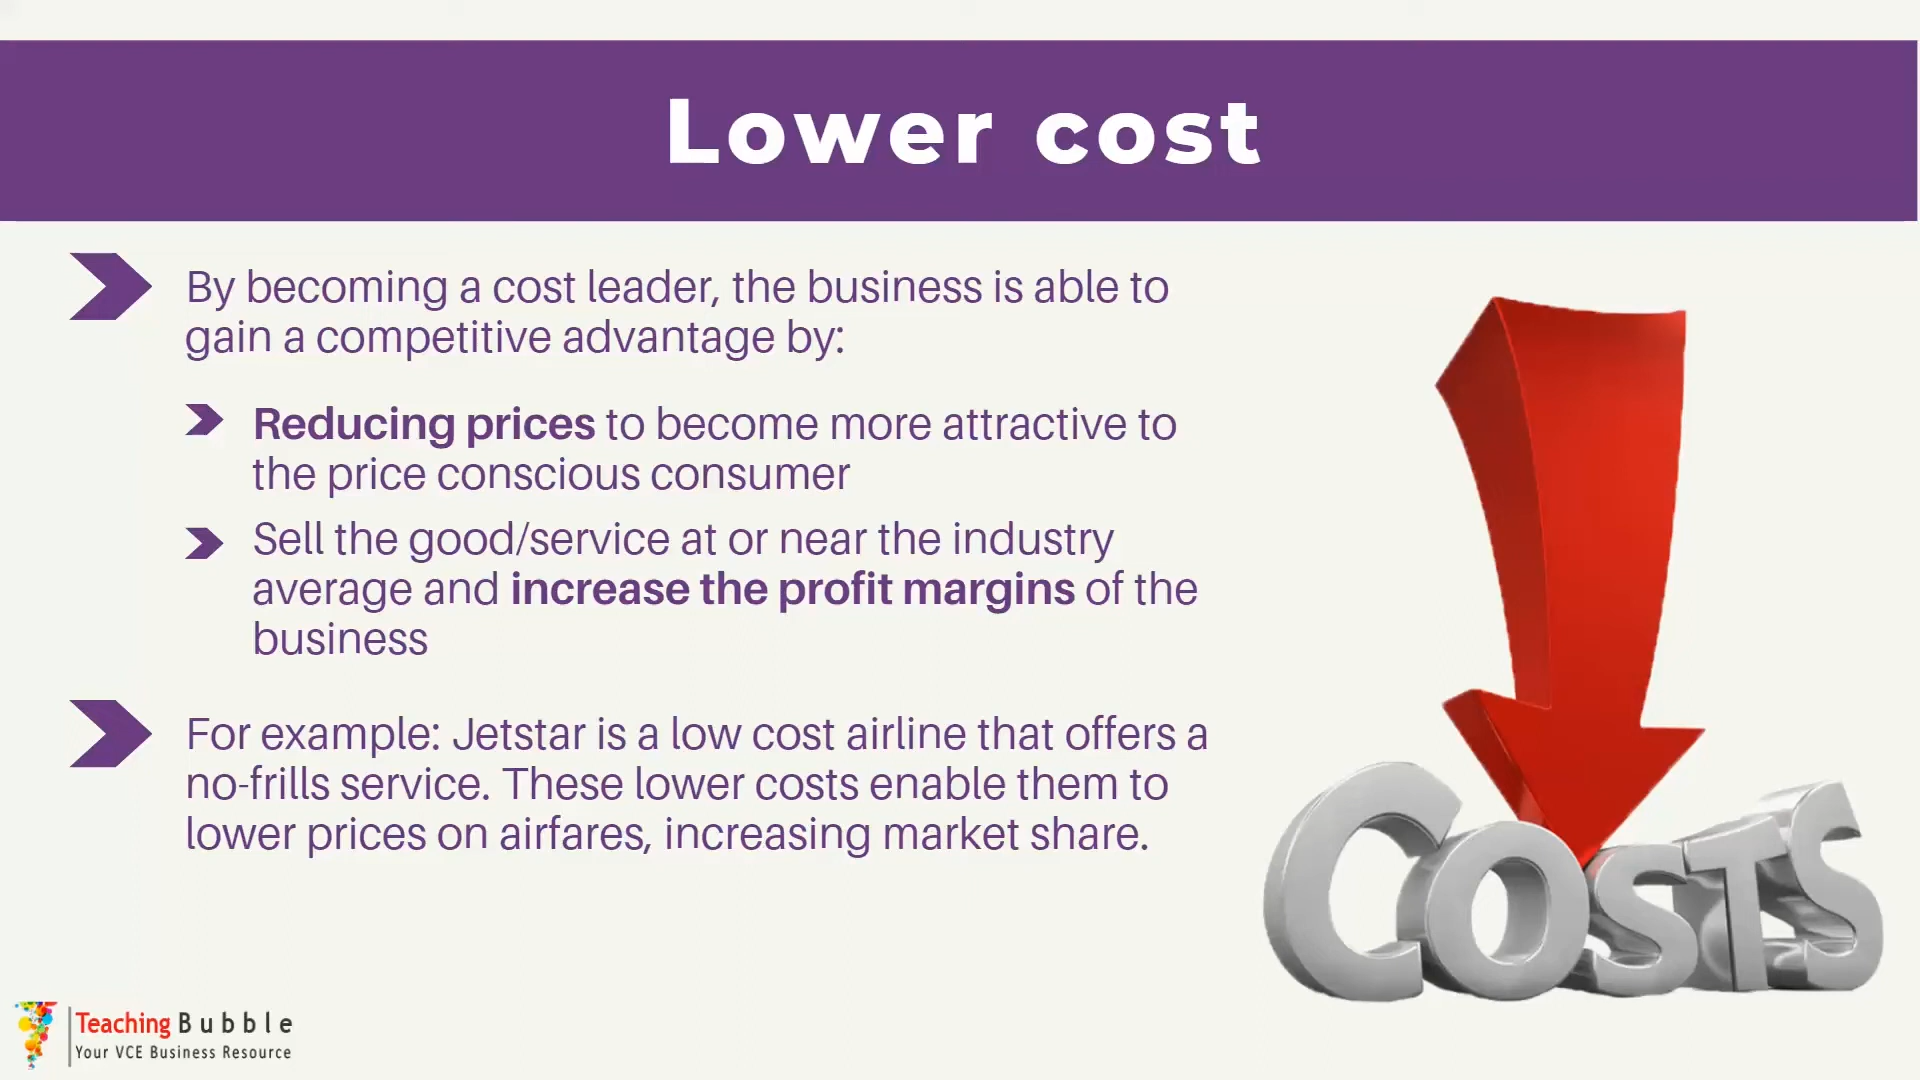 Lower cost
By becoming a cost leader, the business is able to
gain a competitive advantage by:
Reducing prices to become more attractive to
the price conscious consumer
Sell the good/service at or near the industry
average and increase the profit margins of the
business
For example: Jetstar is a low cost airline that offers a
no-frills service. These lower costs enable them to
lower prices on airfares, increasing market share.
COSTS
Teaching Bubble
Your VCE Business Resource